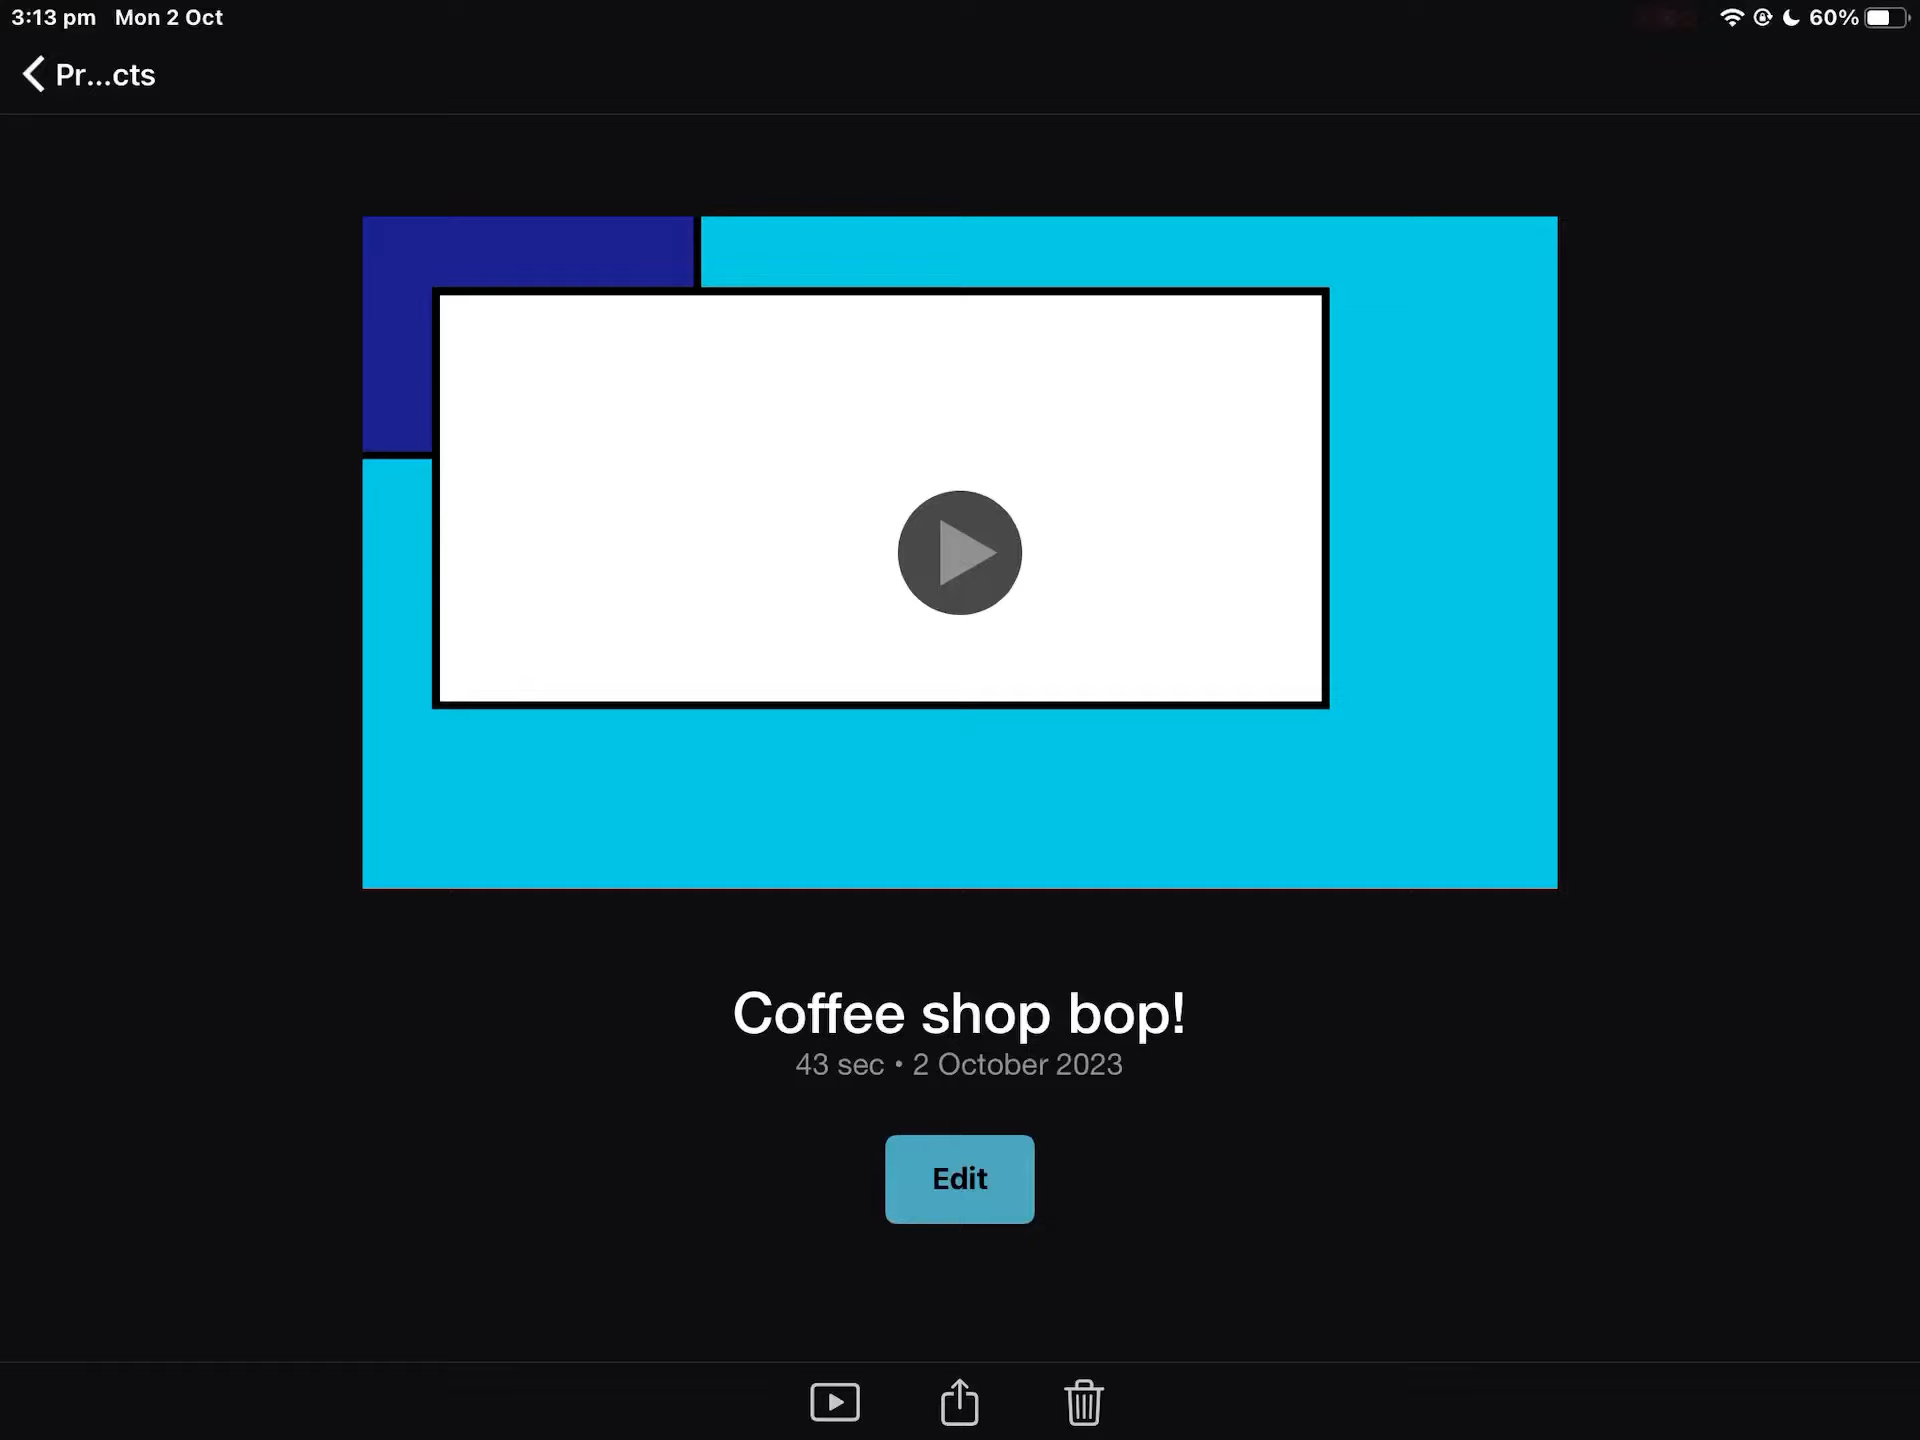 3:13 pm Mon 2 Oct
60%
Pr...cts
Coffee shop bop!
43 sec • 2 October 2023
Edit